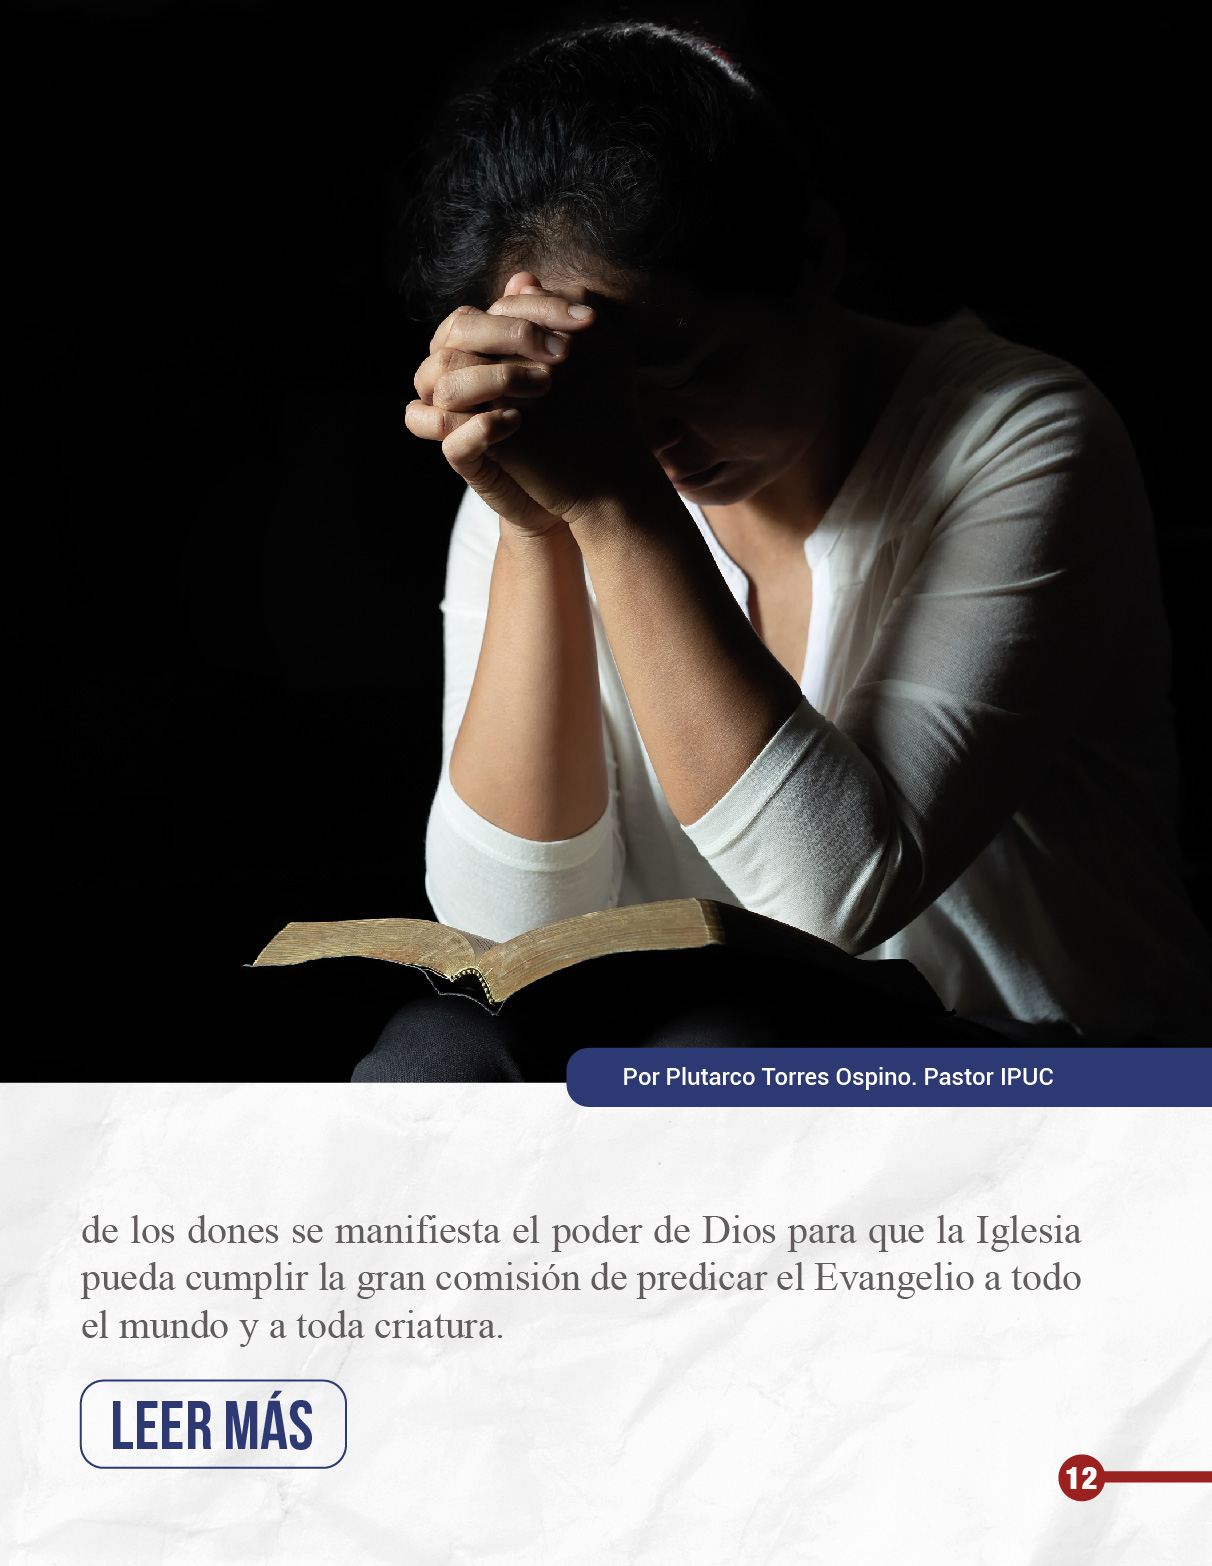 Por Plutarco Torres Ospino. Pastor IPUC
de los dones se manifiesta el poder de Dios para que la Iglesia
pueda cumplir la gran comisión de predicar el Evangelio a todo
el mundo y a toda criatura.
LEER MÁS
12